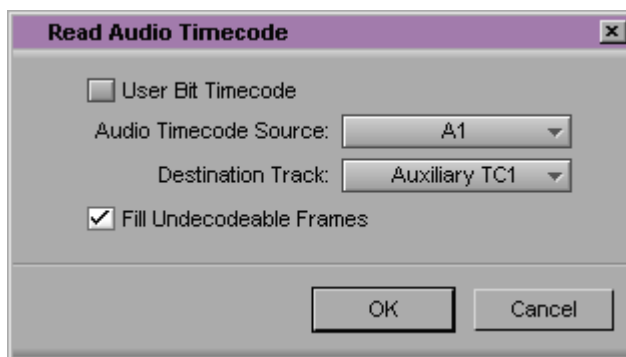 Read Audio Timecode
User Bit Timecode
Audio Timecode Source: A1
Destination Track: Auxiliary TC1
Fill Undecodeable Frames
OK Cancel